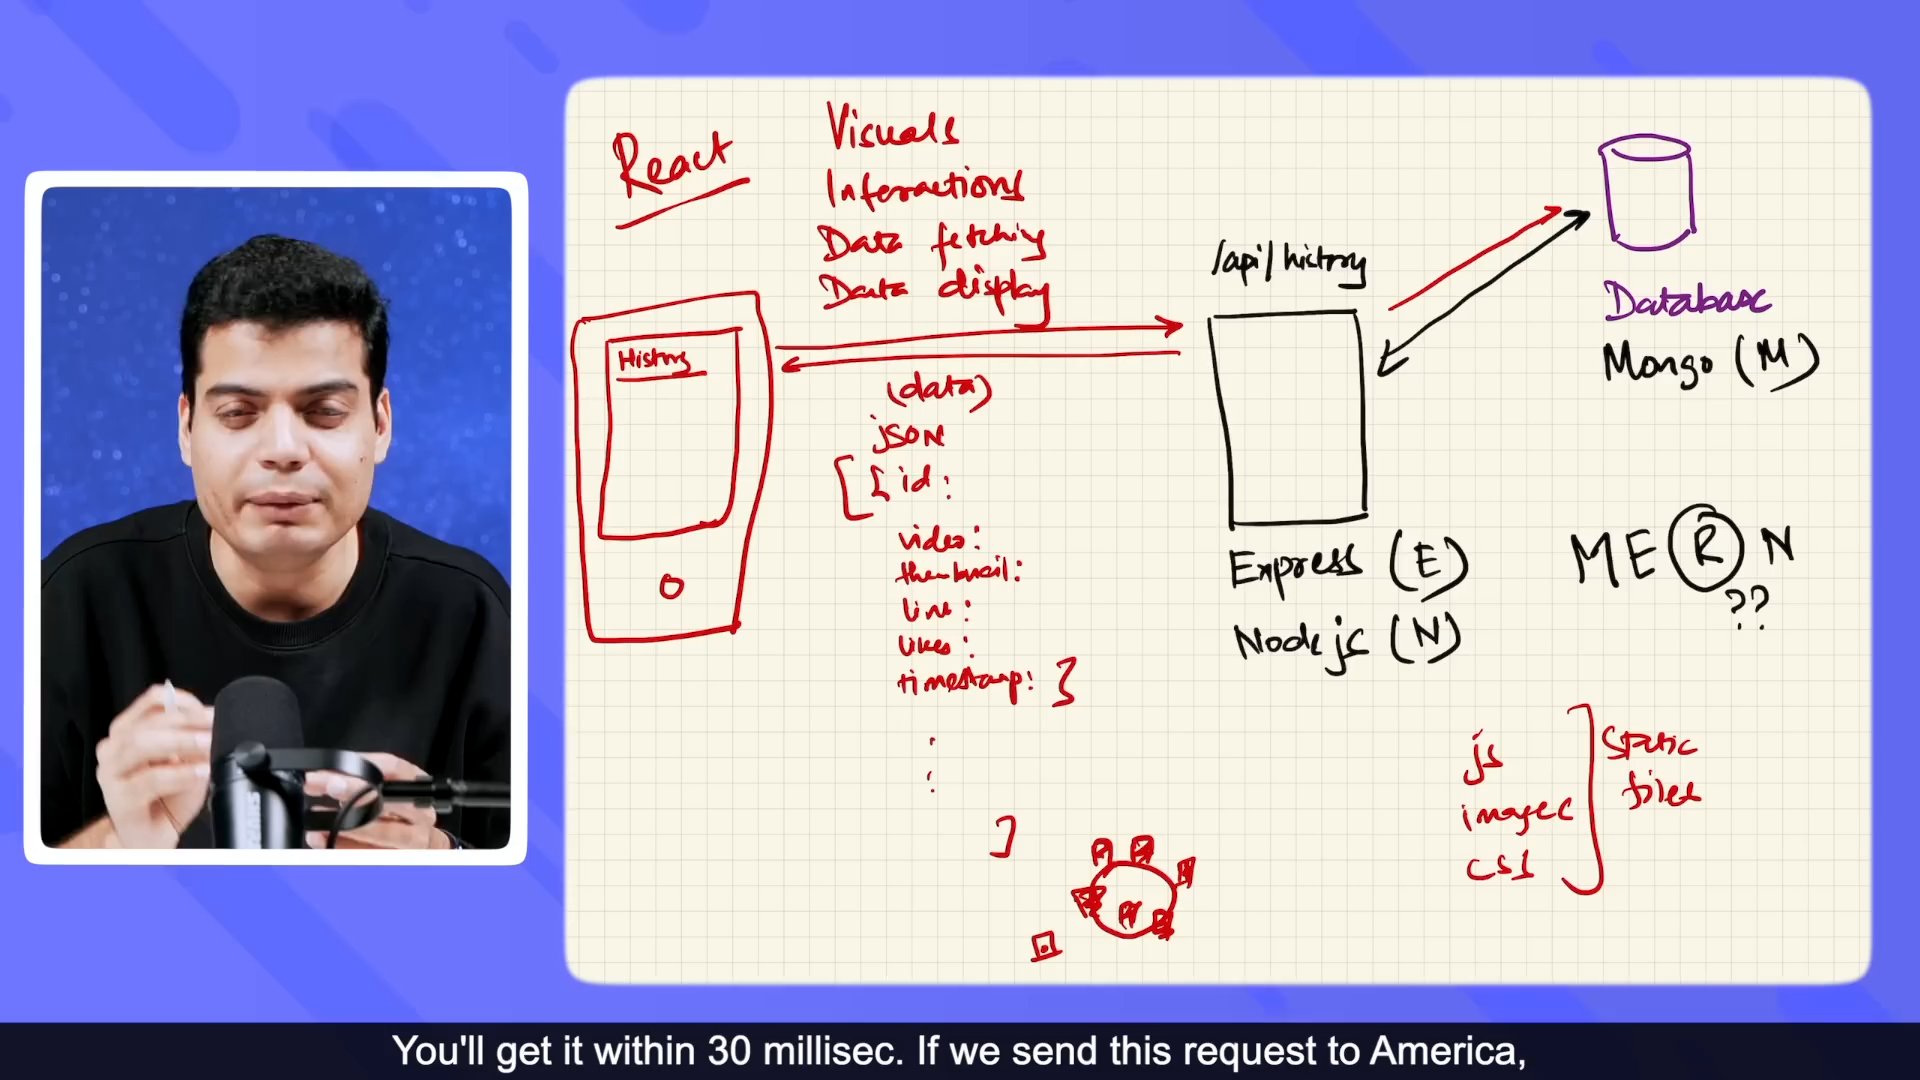 React
Visuals
Interactions
Data fetching
Data display
History
(data)
json
[ { id:
video:
thumbnail:
link:
likes:
timestamp: }
:
:
]
/api/history
Express (E)
Node js (N)
Database
Mongo (M)
M E R N
??
js
images
css
static
files
You'll get it within 30 millisec. If we send this request to America,